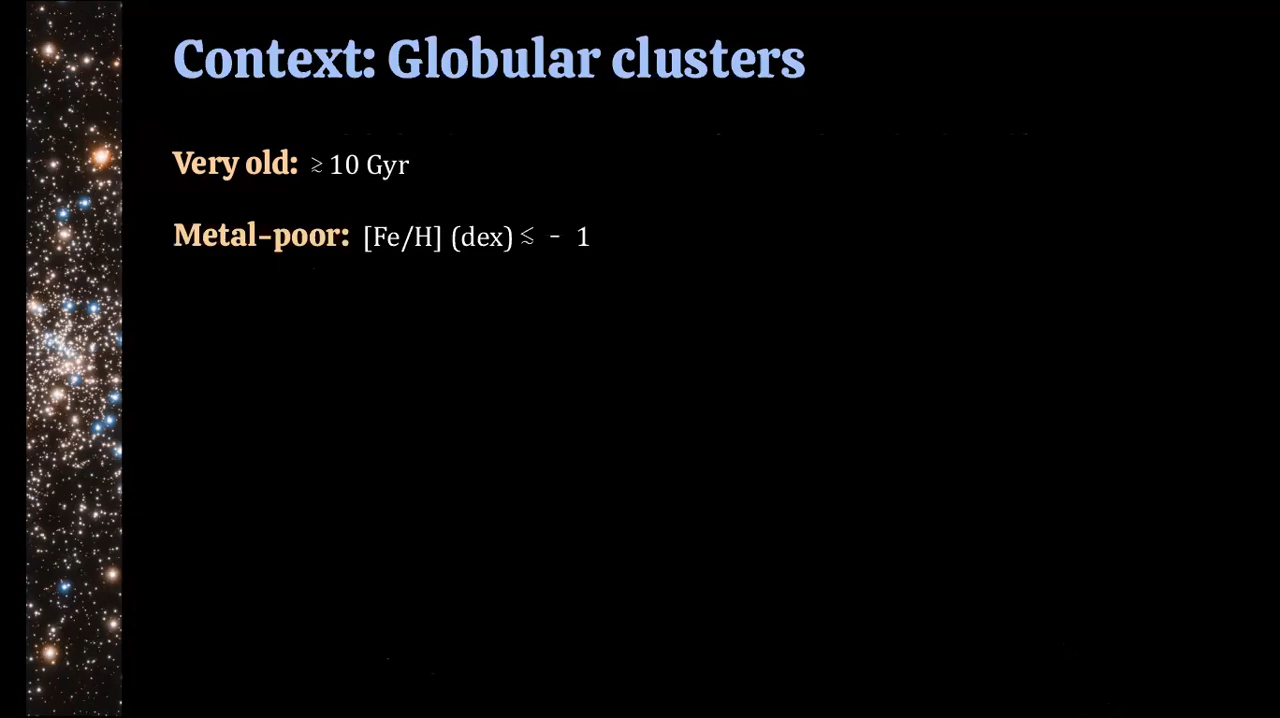 Context: Globular clusters
Very old: ≳ 10 Gyr
Metal-poor: [Fe/H] (dex) ≲ - 1